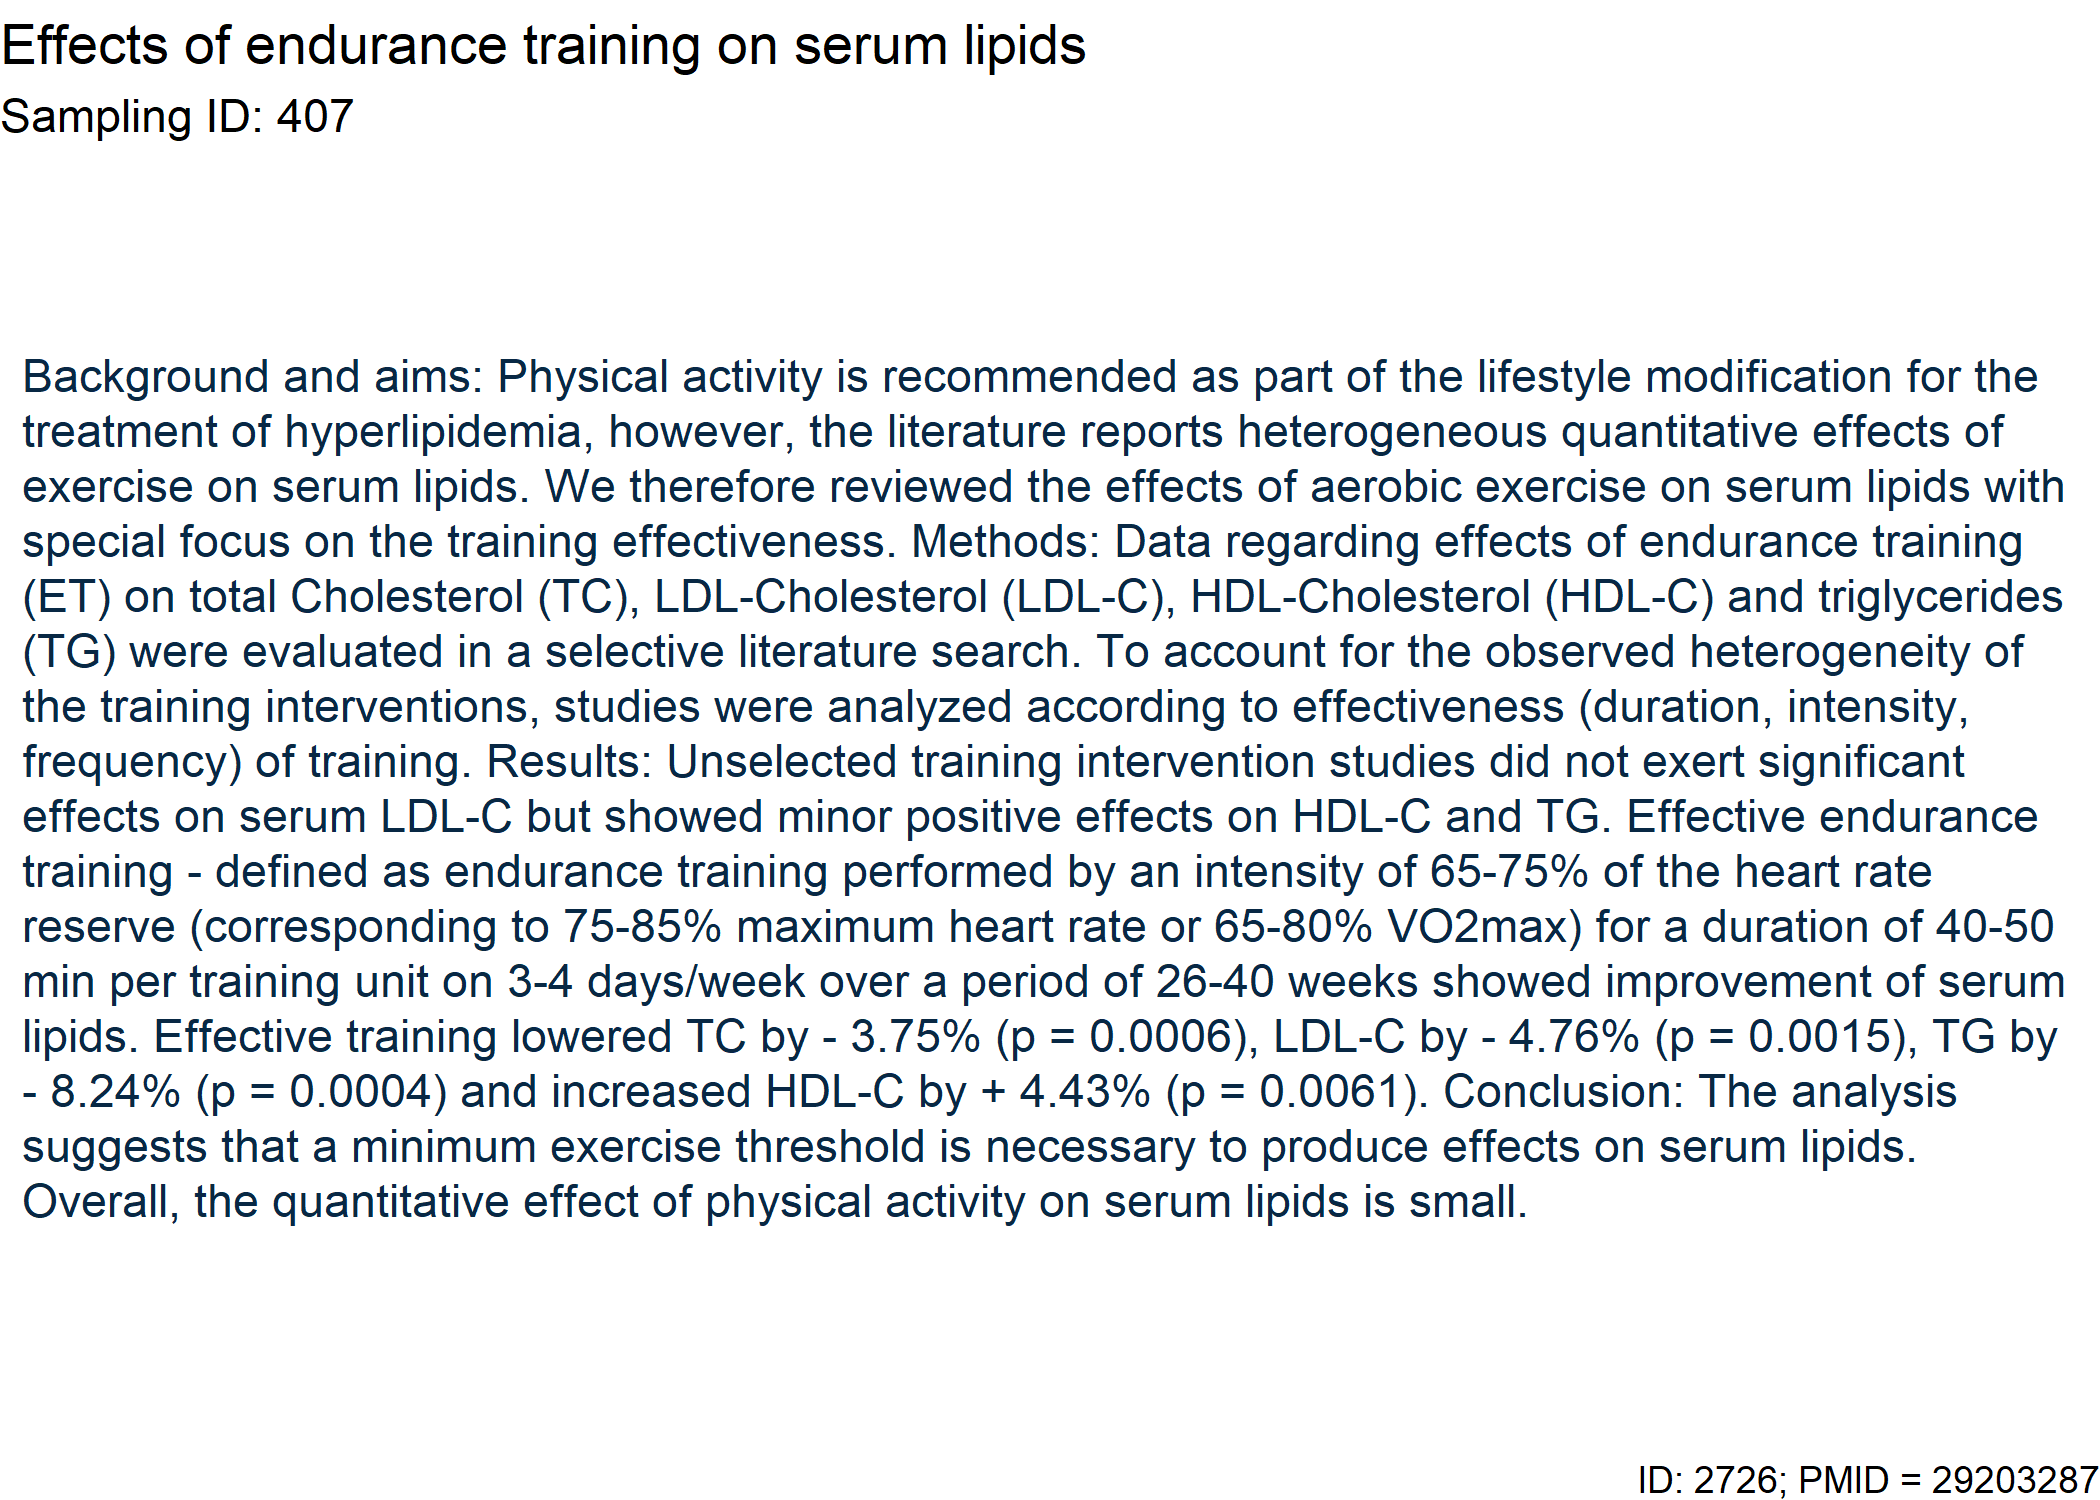 Effects of endurance training on serum lipids
Sampling ID: 407
Background and aims: Physical activity is recommended as part of the lifestyle modification for the
treatment of hyperlipidemia, however, the literature reports heterogeneous quantitative effects of
exercise on serum lipids. We therefore reviewed the effects of aerobic exercise on serum lipids with
special focus on the training effectiveness. Methods: Data regarding effects of endurance training
(ET) on total Cholesterol (TC), LDL-Cholesterol (LDL-C), HDL-Cholesterol (HDL-C) and triglycerides
(TG) were evaluated in a selective literature search. To account for the observed heterogeneity of
the training interventions, studies were analyzed according to effectiveness (duration, intensity,
frequency) of training. Results: Unselected training intervention studies did not exert significant
effects on serum LDL-C but showed minor positive effects on HDL-C and TG. Effective endurance
training - defined as endurance training performed by an intensity of 65-75% of the heart rate
reserve (corresponding to 75-85% maximum heart rate or 65-80% VO2max) for a duration of 40-50
min per training unit on 3-4 days/week over a period of 26-40 weeks showed improvement of serum
lipids. Effective training lowered TC by - 3.75% (p = 0.0006), LDL-C by - 4.76% (p = 0.0015), TG by
- 8.24% (p = 0.0004) and increased HDL-C by + 4.43% (p = 0.0061). Conclusion: The analysis
suggests that a minimum exercise threshold is necessary to produce effects on serum lipids.
Overall, the quantitative effect of physical activity on serum lipids is small.
ID: 2726; PMID = 29203287